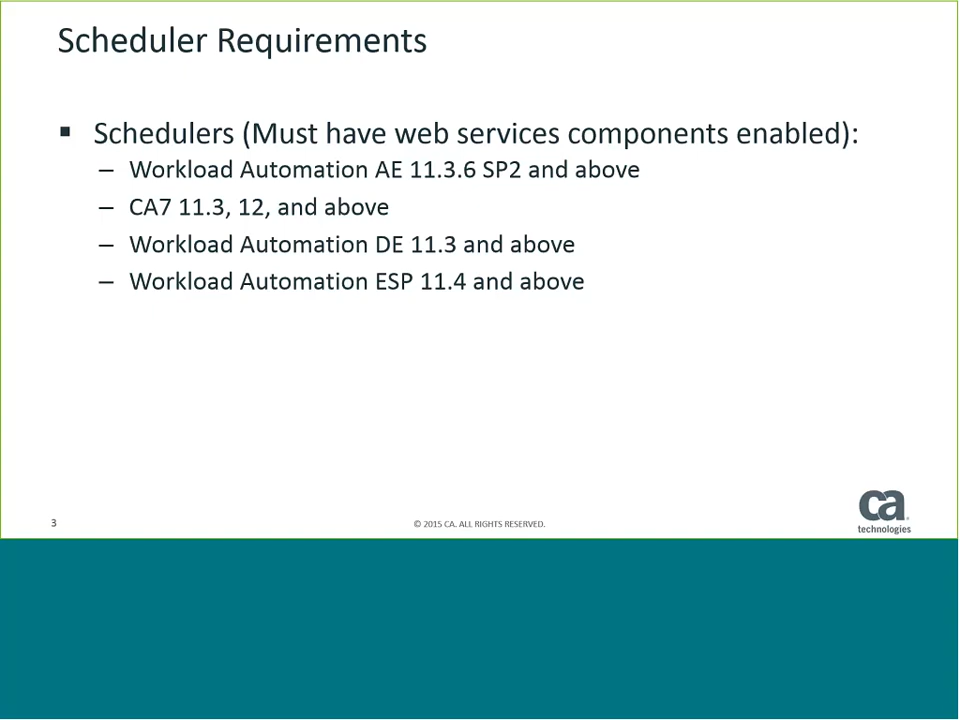 Scheduler Requirements
▪ Schedulers (Must have web services components enabled):
– Workload Automation AE 11.3.6 SP2 and above
– CA7 11.3, 12, and above
– Workload Automation DE 11.3 and above
– Workload Automation ESP 11.4 and above
3
© 2015 CA. ALL RIGHTS RESERVED.
ca
technologies